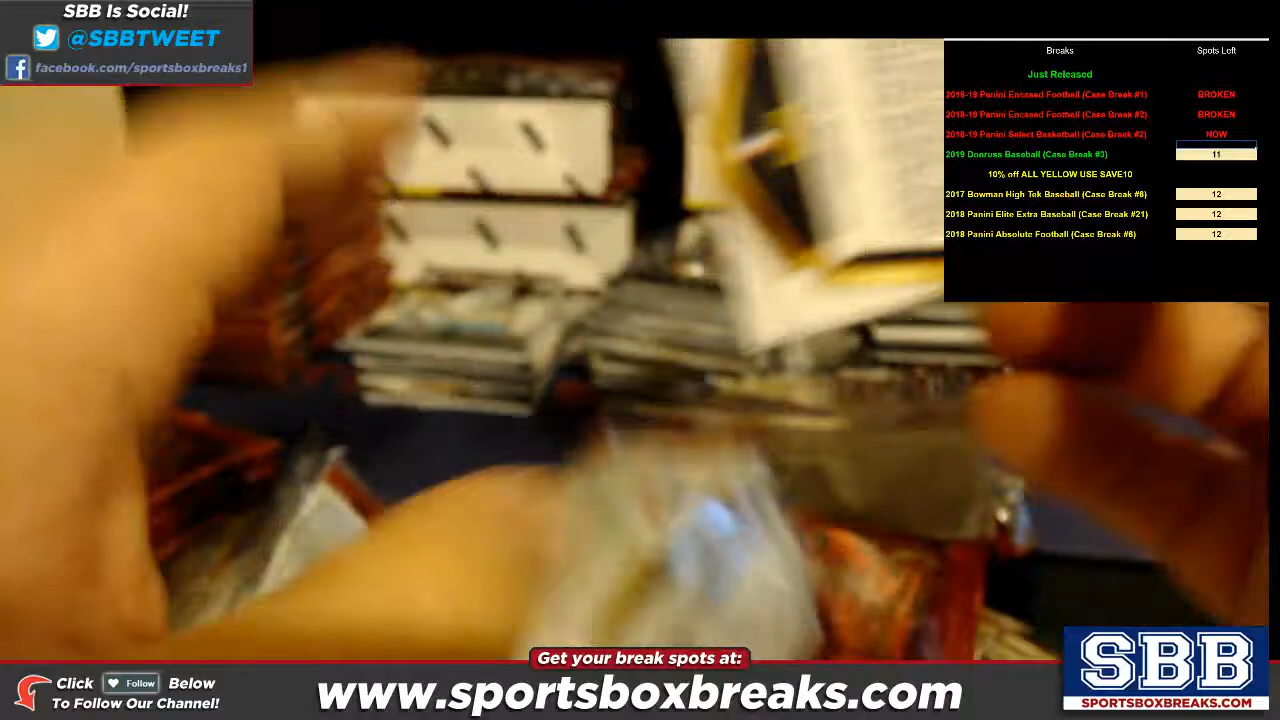 SBB Is Social!
@SBBTWEET
facebook.com/sportsboxbreaks1
Breaks Spots Left
Just Released
2018-19 Panini Encased Football (Case Break #1) BROKEN
2018-19 Panini Encased Football (Case Break #2) BROKEN
2018-19 Panini Select Basketball (Case Break #2) NOW
2019 Donruss Baseball (Case Break #3) 11
10% off ALL YELLOW USE SAVE10
2017 Bowman High Tek Baseball (Case Break #6) 12
2018 Panini Elite Extra Baseball (Case Break #21) 12
2018 Panini Absolute Football (Case Break #6) 12
Get your break spots at:
Click Follow Below
To Follow Our Channel!
www.sportsboxbreaks.com
SBB
SPORTSBOXBREAKS.COM